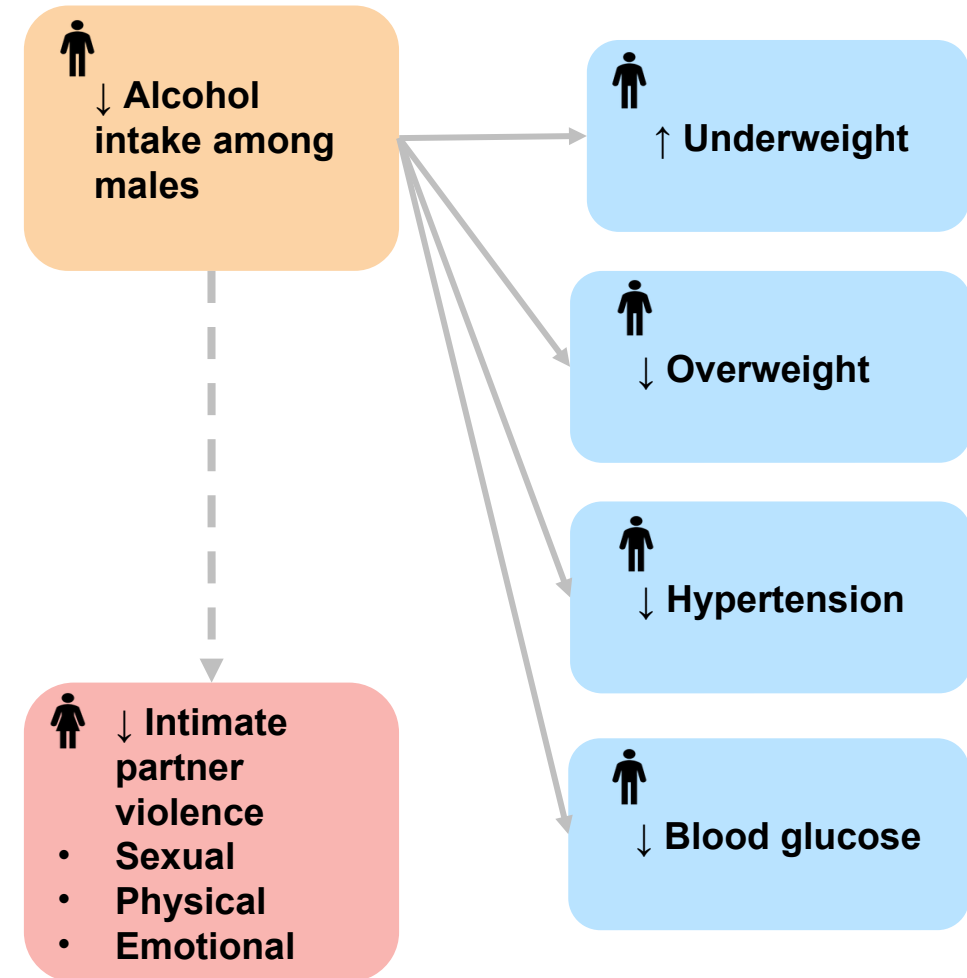 ↓ Alcohol
intake among
males
↑ Underweight
↓ Overweight
↓ Hypertension
↓ Blood glucose
↓ Intimate
partner
violence
• Sexual
• Physical
• Emotional